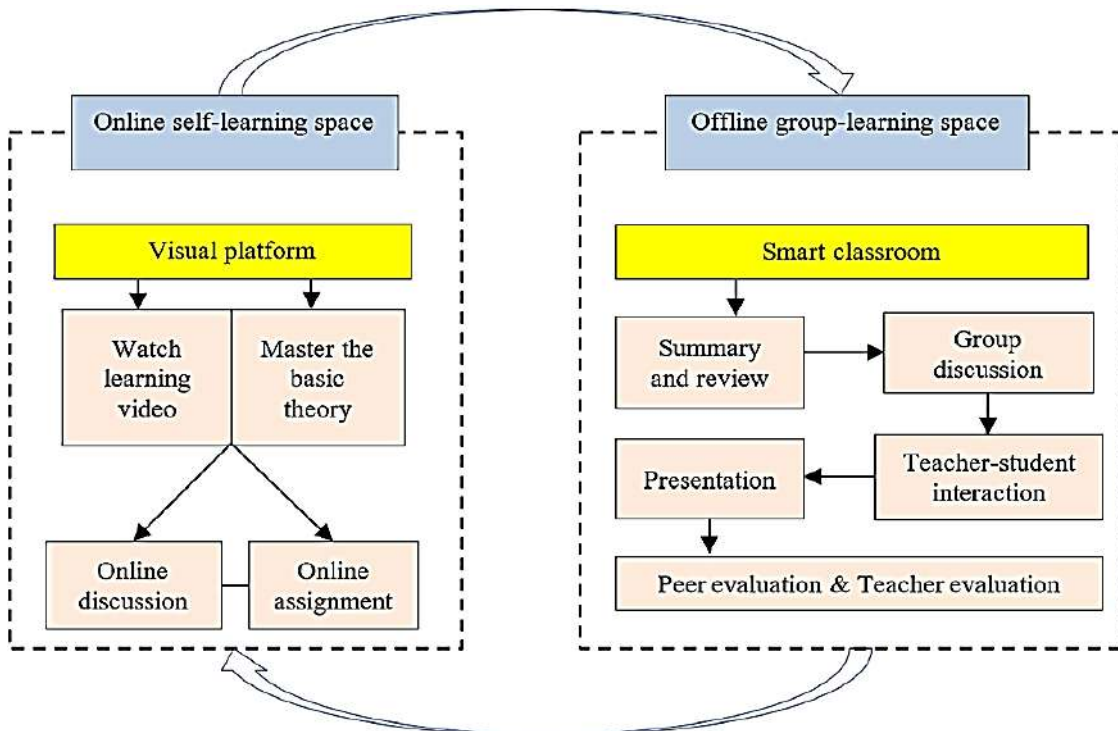 Online self-learning space
Offline group-learning space
Visual platform
Watch
learning
video
Master the
basic
theory
Online
discussion
Online
assignment
Smart classroom
Summary
and review
Group
discussion
Teacher-student
interaction
Presentation
Peer evaluation & Teacher evaluation